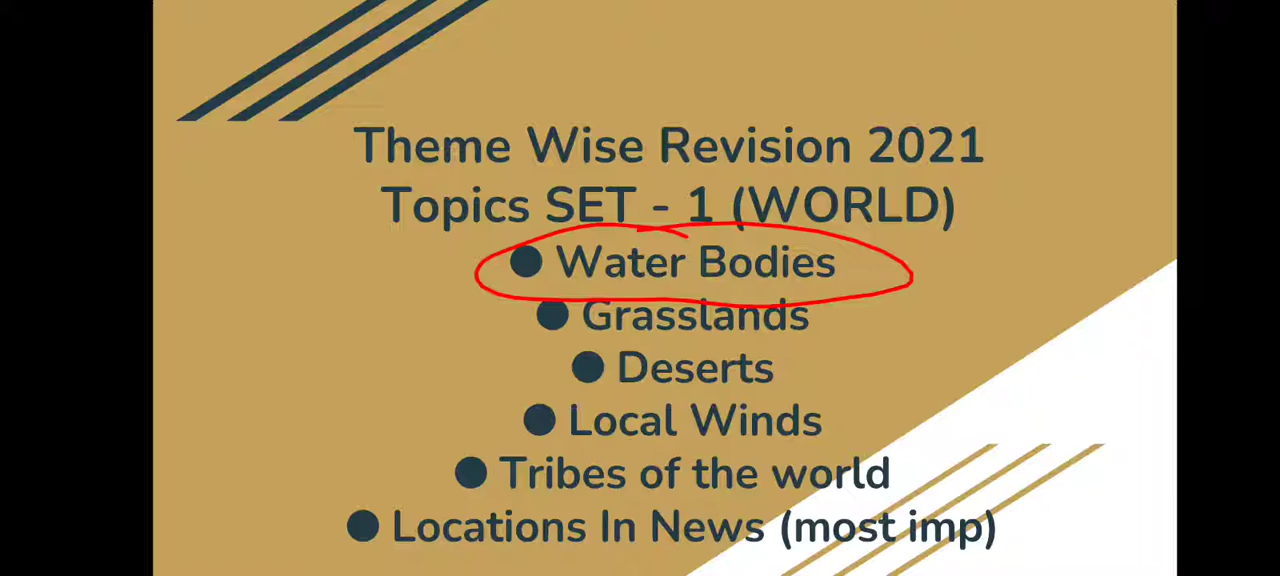 Theme Wise Revision 2021
Topics SET - 1 (WORLD)
● Water Bodies
● Grasslands
● Deserts
● Local Winds
● Tribes of the world
● Locations In News (most imp)